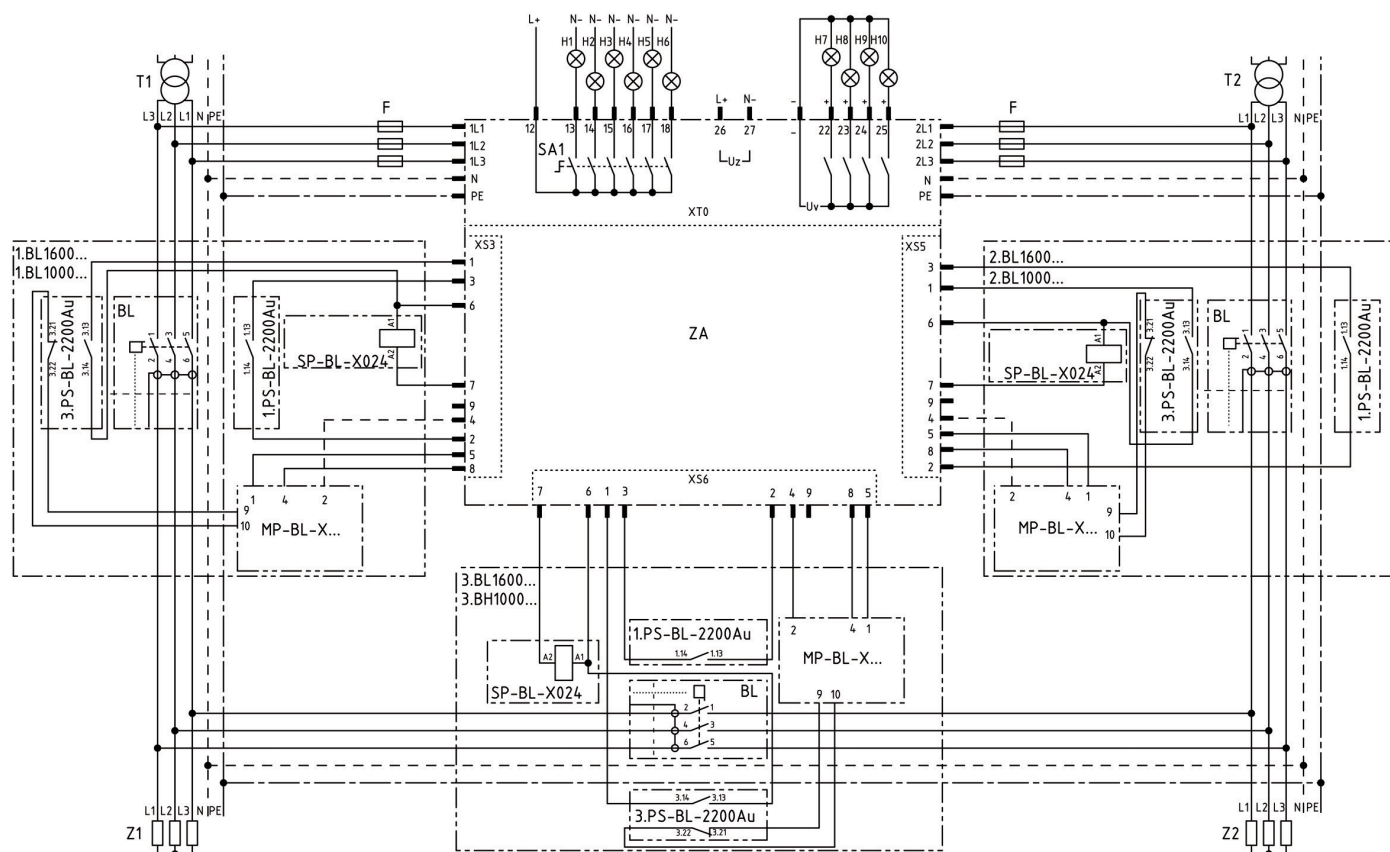 L+ N- N- N- N- N- N-
H1 H2 H3 H4 H5 H6
H7 H8 H9 H10
T1
T2
L+ N-
- + + + +
F
F
L3 L2 L1 N PE
L1 L2 L3 N PE
12 13 14 15 16 17 18
26 27
- 22 23 24 25
1L1
1L2
1L3
N
PE
2L1
2L2
2L3
N
PE
SA1
Uz
Uv
XT0
XS3
XS5
ZA
1.BL1600...
1.BL1000...
3.PS-BL-2200Au
3.21
3.22
3.13
3.14
BL
1 3 5
2 4 6
1.PS-BL-2200Au
1.13
1.14
SP-BL-X024
A1
A2
1
3
6
7
9
4
2
5
8
1 4 2
9
10
MP-BL-X...
2.BL1600...
2.BL1000...
3
1
6
7
9
4
5
8
2
SP-BL-X024
A1
A2
3.PS-BL-2200Au
3.21
3.22
3.13
3.14
BL
1 3 5
2 4 6
1.PS-BL-2200Au
1.13
1.14
2 4 1
9
10
MP-BL-X...
XS6
7 6 1 3 2 4 9 8 5
3.BL1600...
3.BH1000...
1.PS-BL-2200Au
1.14 1.13
2 4 1
MP-BL-X...
9 10
A2 A1
SP-BL-X024
BL
2 1
4 3
6 5
3.14 3.13
3.PS-BL-2200Au
3.22 3.21
L1 L2 L3 N PE
Z1
L1 L2 L3 N PE
Z2